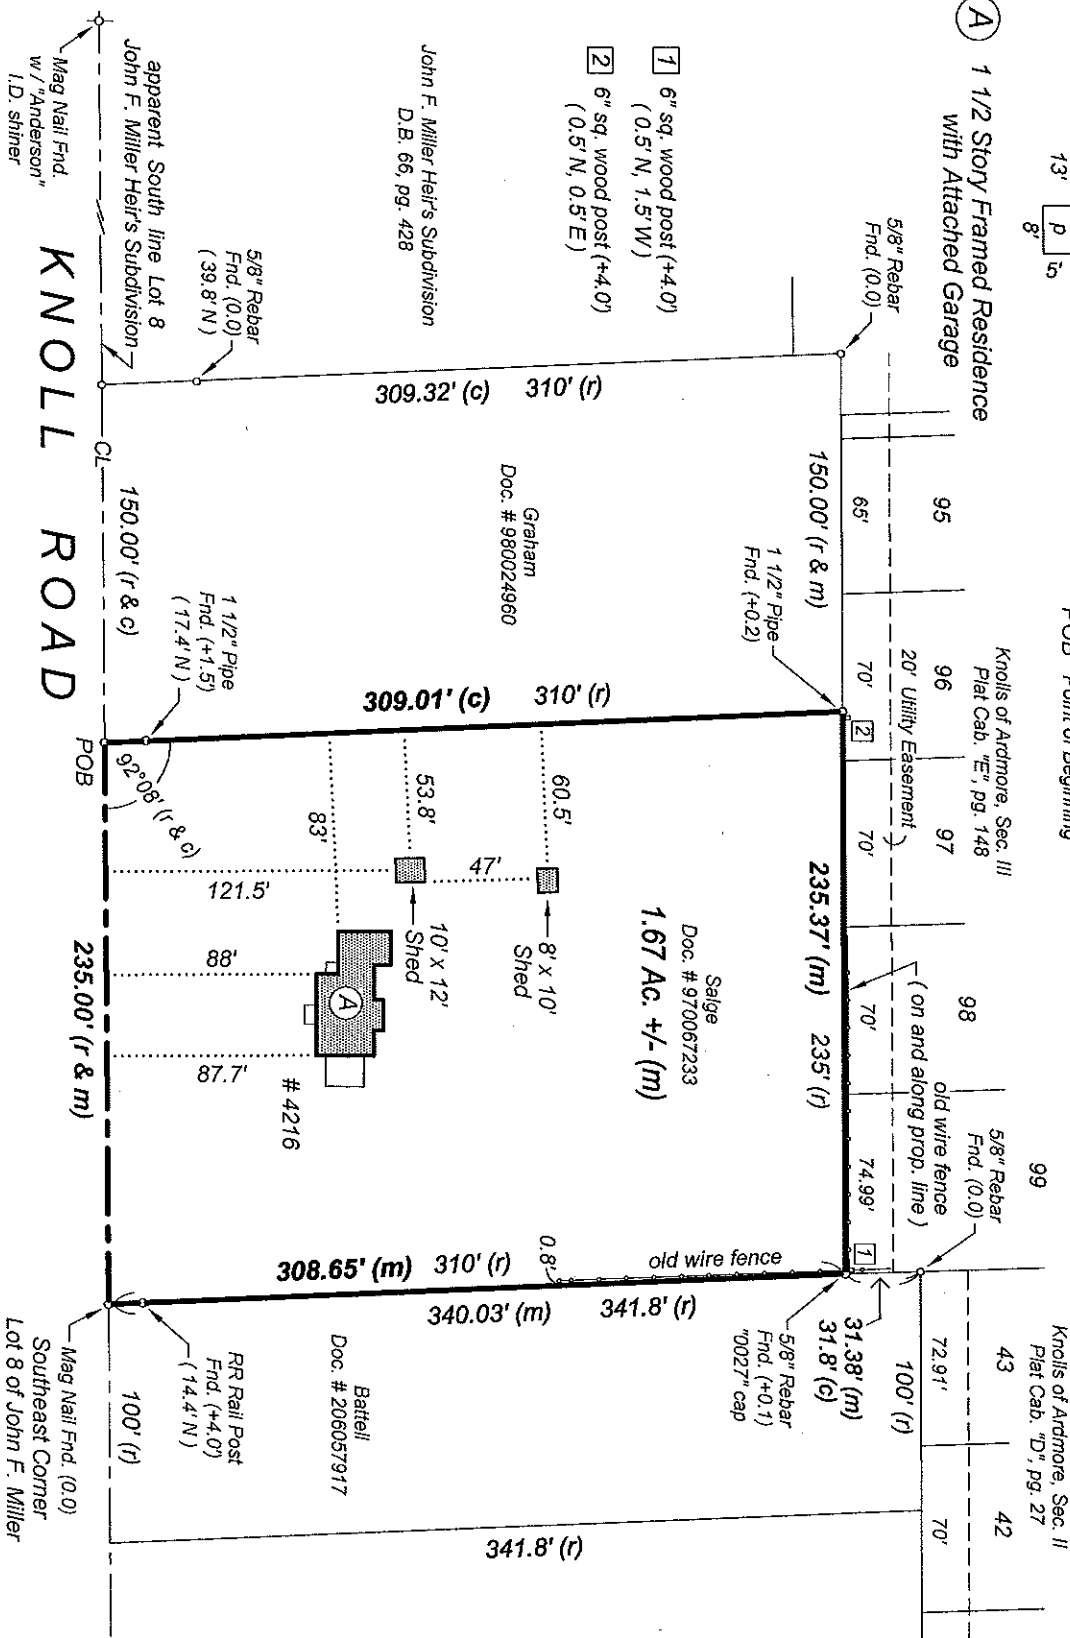 13'
p
15
8'
A
1 1/2 Story Framed Residence
with Attached Garage
1
6" sq. wood post (+4.0')
( 0.5' N, 1.5' W )
2
6" sq. wood post (+4.0')
( 0.5' N, 0.5' E )
John F. Miller Heir's Subdivision
D.B. 66, pg. 428
apparent South line Lot 8
John F. Miller Heir's Subdivision
Mag Nail Fnd.
w / "Anderson"
I.D. shiner
KNOLL ROAD
5/8" Rebar
Fnd. (0.0)
5/8" Rebar
Fnd. (0.0)
( 39.8' N )
309.32' (c)
310' (r)
CL
150.00' (r & c)
150.00' (r & m)
Graham
Doc. # 980024960
1 1/2" Pipe
Fnd. (+0.2)
1 1/2" Pipe
Fnd. (+1.5')
( 17.4' N )
95
65'
96
70'
97
70'
98
70'
99
74.99'
Knolls of Ardmore, Sec. III
Plat Cab. "E", pg. 148
20' Utility Easement
POB Point of Beginning
2
309.01' (c)
310' (r)
POB
92°08' (r & c)
235.37' (m)
235' (r)
old wire fence
( on and along prop. line )
5/8" Rebar
Fnd. (0.0)
Salge
Doc. # 970067233
1.67 Ac. +/- (m)
60.5'
53.8'
83'
47'
8' x 10'
Shed
10' x 12'
Shed
A
121.5'
88'
87.7'
# 4216
235.00' (r & m)
1
old wire fence
0.8'
308.65' (m)
310' (r)
340.03' (m)
341.8' (r)
31.38' (m)
31.8' (c)
5/8" Rebar
Fnd. (+0.1)
"0027" cap
Knolls of Ardmore, Sec. II
Plat Cab. "D", pg. 27
43
72.91'
42
70'
100' (r)
Battell
Doc. # 206057917
RR Rail Post
Fnd. (+4.0')
( 14.4' N )
100' (r)
341.8' (r)
Mag Nail Fnd. (0.0)
Southeast Corner
Lot 8 of John F. Miller